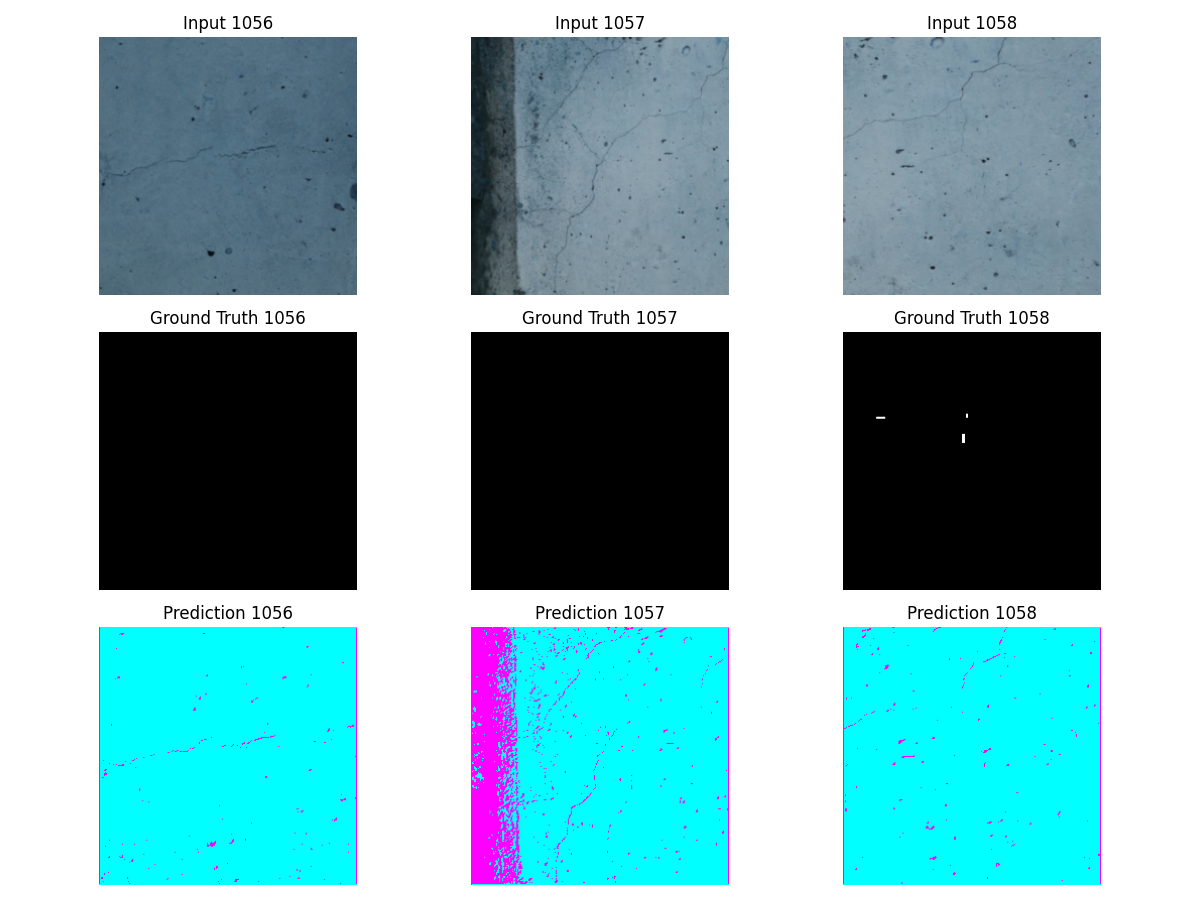 Input 1056
Input 1057
Input 1058
Ground Truth 1056
Ground Truth 1057
Ground Truth 1058
Prediction 1056
Prediction 1057
Prediction 1058